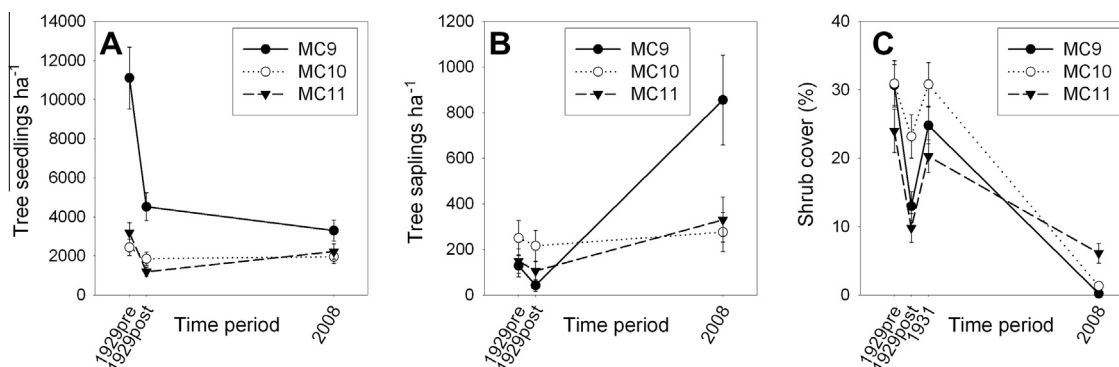 A
Tree seedlings ha⁻¹
14000
12000
10000
8000
6000
4000
2000
0
MC9
MC10
MC11
1929pre
1929post
2008
Time period
B
Tree saplings ha⁻¹
1200
1000
800
600
400
200
0
MC9
MC10
MC11
1929pre
1929post
2008
Time period
C
Shrub cover (%)
40
30
20
10
0
MC9
MC10
MC11
1929pre
1929post
1931
2008
Time period